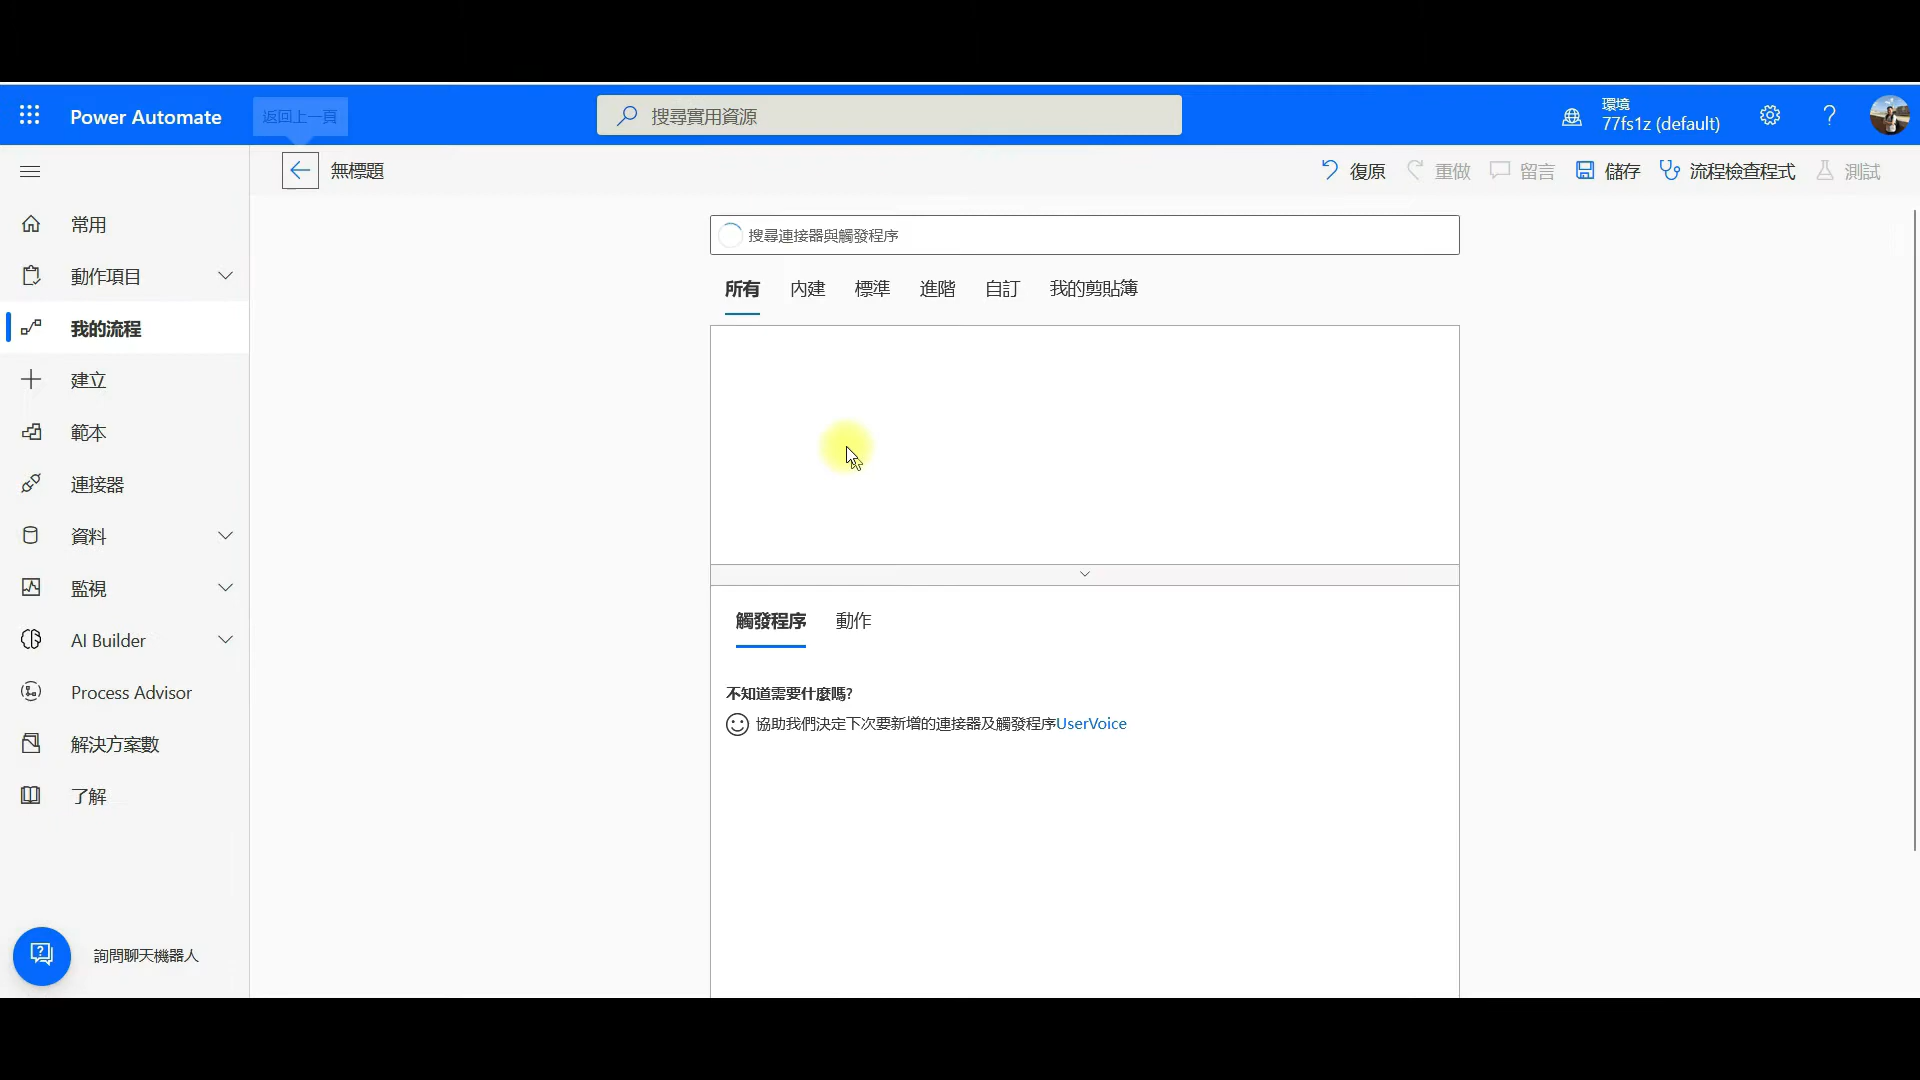 Power Automate
返回上一頁
搜尋實用資源
環境
77fs1z (default)
無標題
復原
重做
留言
儲存
流程檢查程式
測試
常用
動作項目
我的流程
建立
範本
連接器
資料
監視
AI Builder
Process Advisor
解決方案數
了解
詢問聊天機器人
搜尋連接器與觸發程序
所有
內建
標準
進階
自訂
我的剪貼簿
觸發程序
動作
不知道需要什麼嗎?
協助我們決定下次要新增的連接器及觸發程序UserVoice